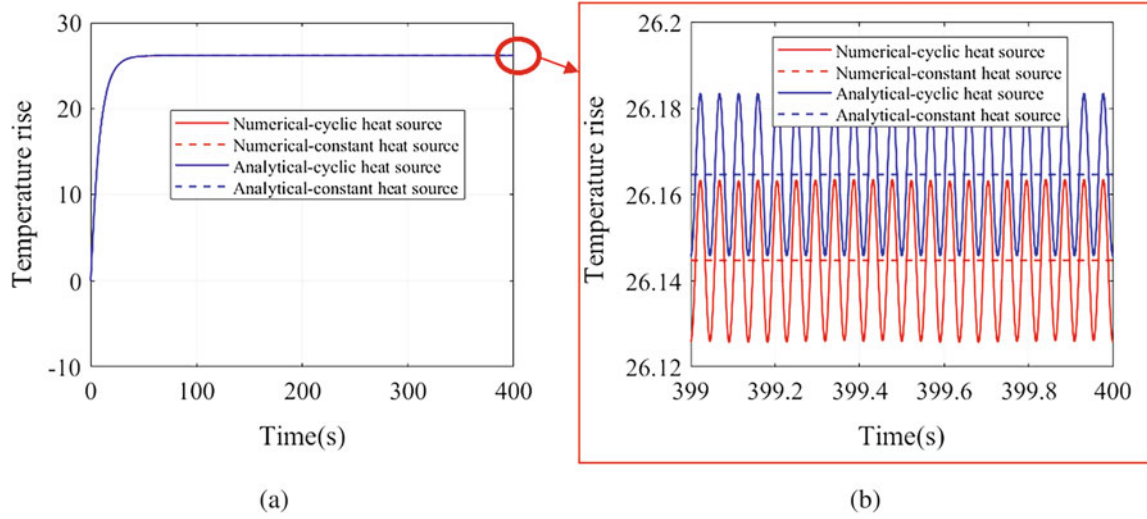 30
20
10
0
-10
Temperature rise
Numerical-cyclic heat source
Numerical-constant heat source
Analytical-cyclic heat source
Analytical-constant heat source
0 100 200 300 400
Time(s)
(a)
26.2
26.18
26.16
26.14
26.12
Temperature rise
Numerical-cyclic heat source
Numerical-constant heat source
Analytical-cyclic heat source
Analytical-constant heat source
399 399.2 399.4 399.6 399.8 400
Time(s)
(b)